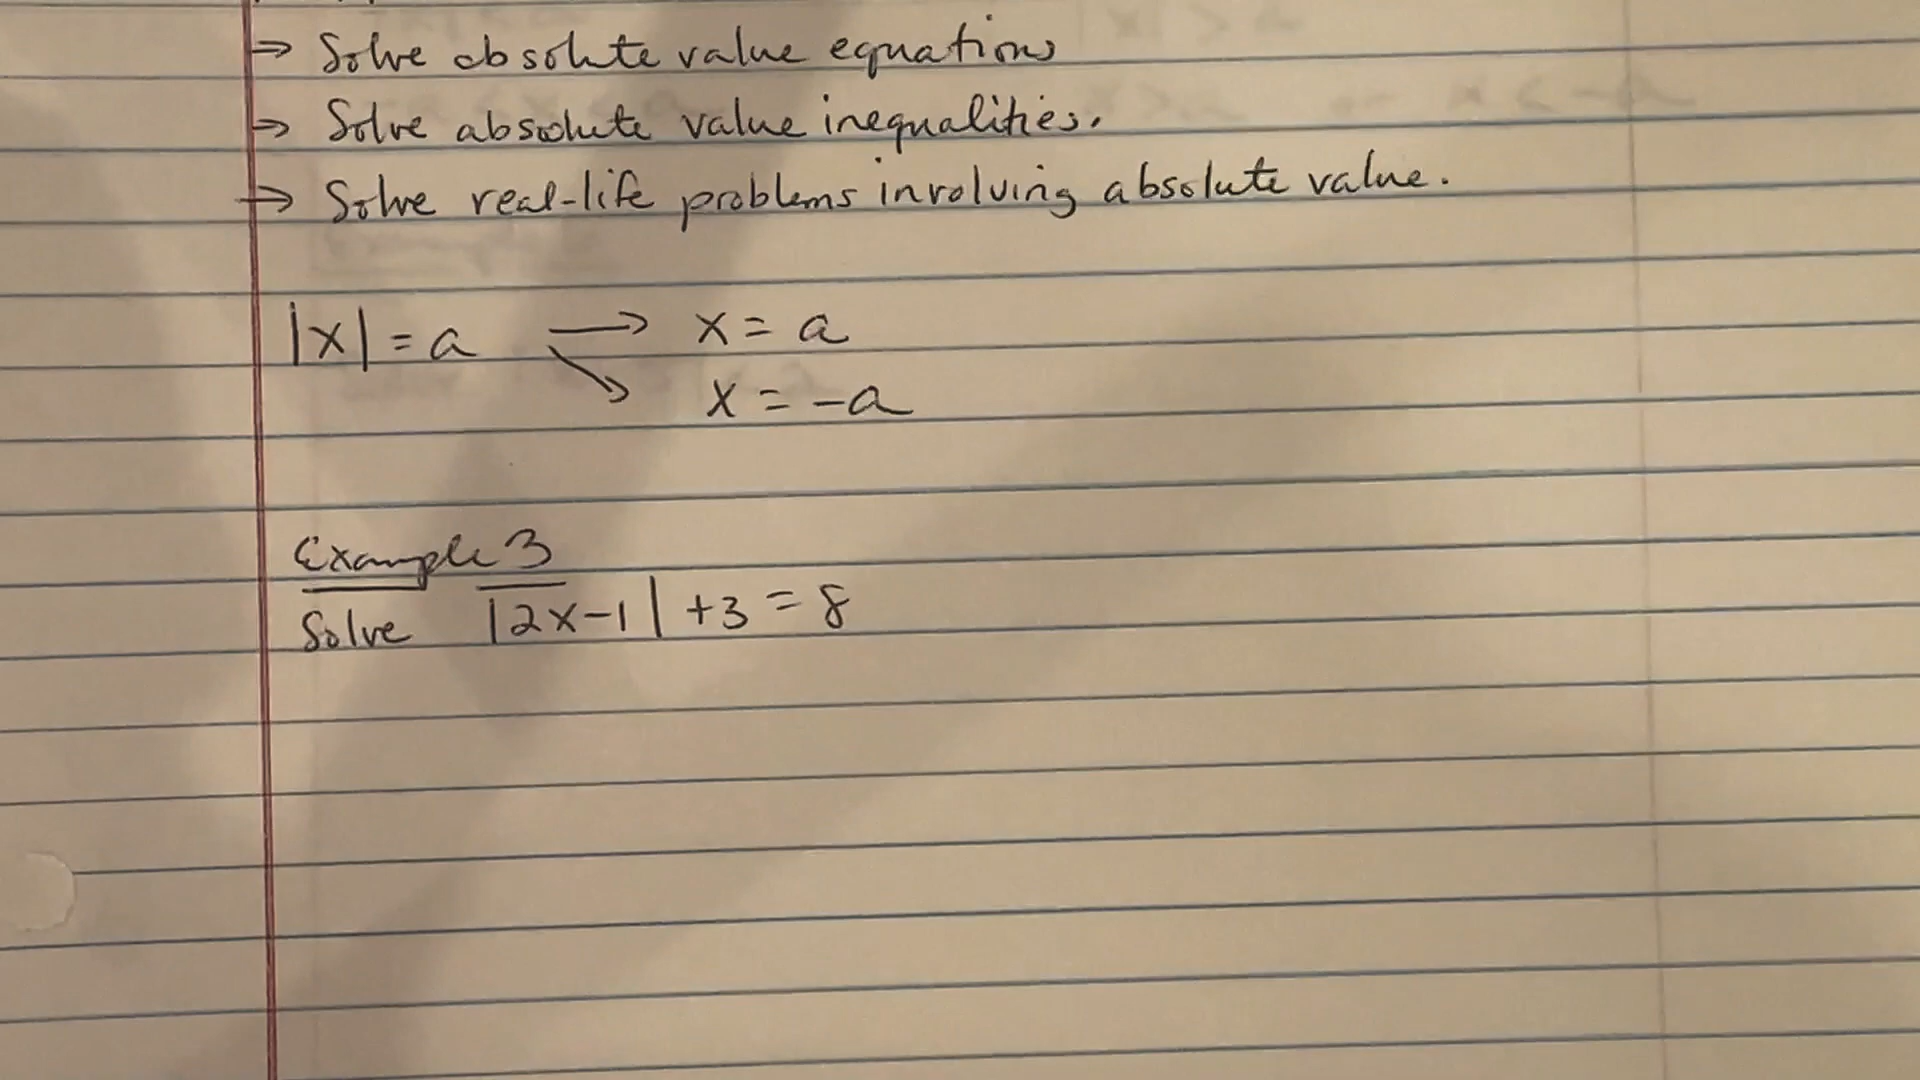 → Solve absolute value equations
→ Solve absolute value inequalities.
→ Solve real-life problems involving absolute value.
|x| = a → x = a
→ x = -a
Example 3
Solve |2x-1| +3 = 8